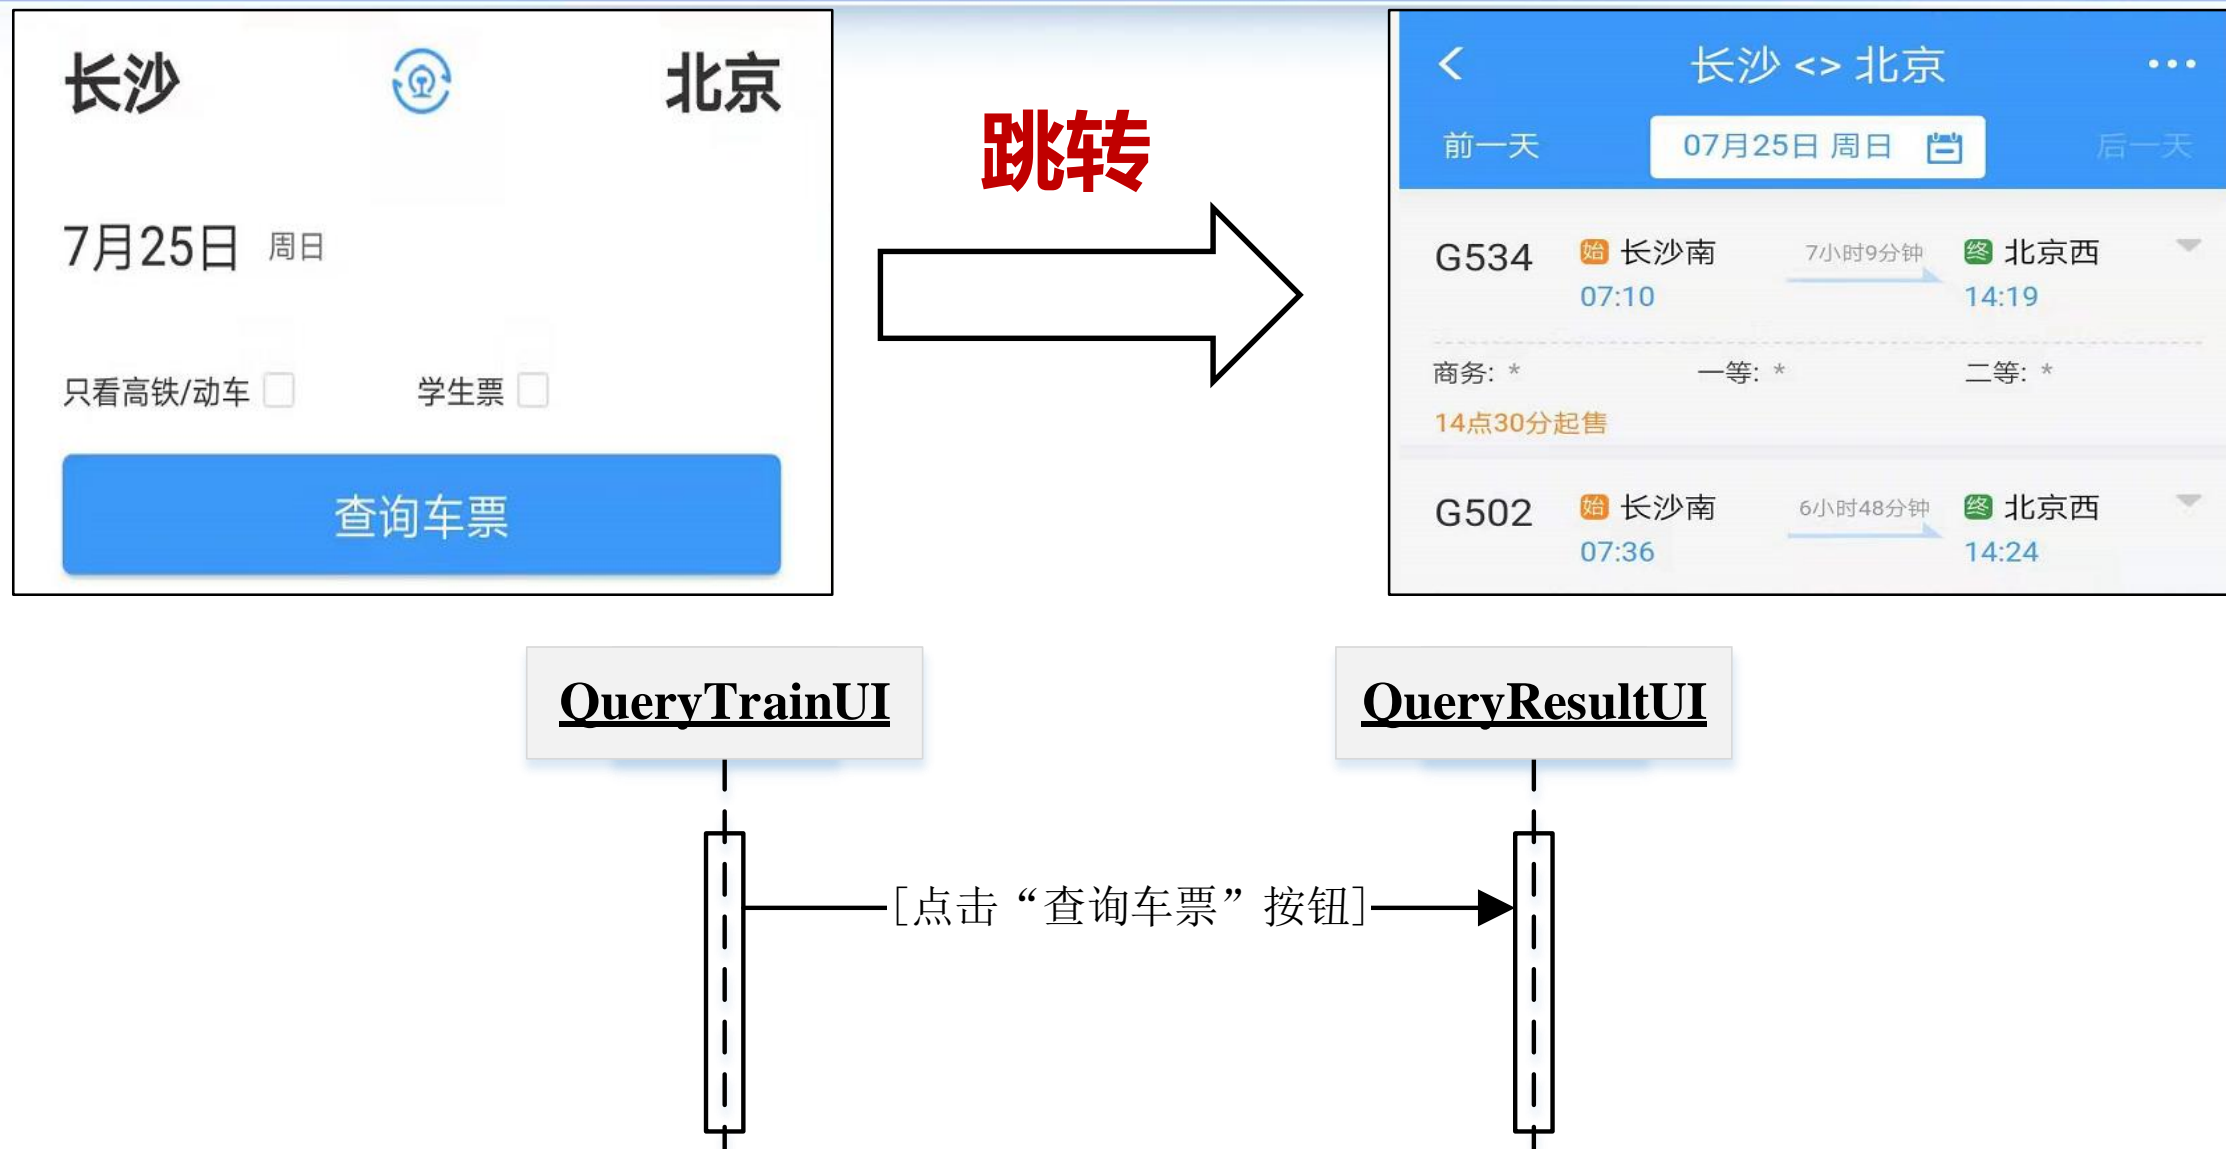 长沙 北京
7月25日 周日
只看高铁/动车 学生票
查询车票
跳转
长沙 <> 北京
前一天 07月25日 周日 后一天
G534 始 长沙南 7小时9分钟 终 北京西
07:10 14:19
商务: * 一等: * 二等: *
14点30分起售
G502 始 长沙南 6小时48分钟 终 北京西
07:36 14:24
QueryTrainUI QueryResultUI
[点击“查询车票”按钮]